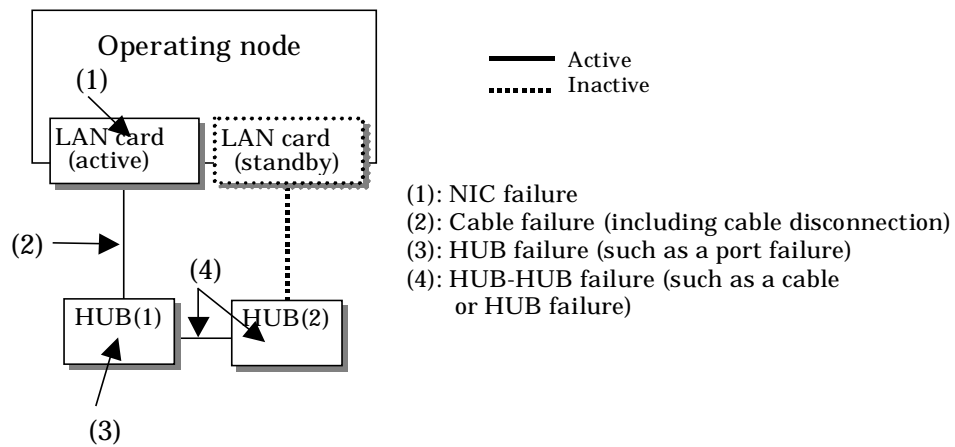 Operating node
(1)
LAN card
(active)
LAN card
(standby)
Active
Inactive
(2)
(4)
HUB(1)
HUB(2)
(3)
(1): NIC failure
(2): Cable failure (including cable disconnection)
(3): HUB failure (such as a port failure)
(4): HUB-HUB failure (such as a cable
or HUB failure)